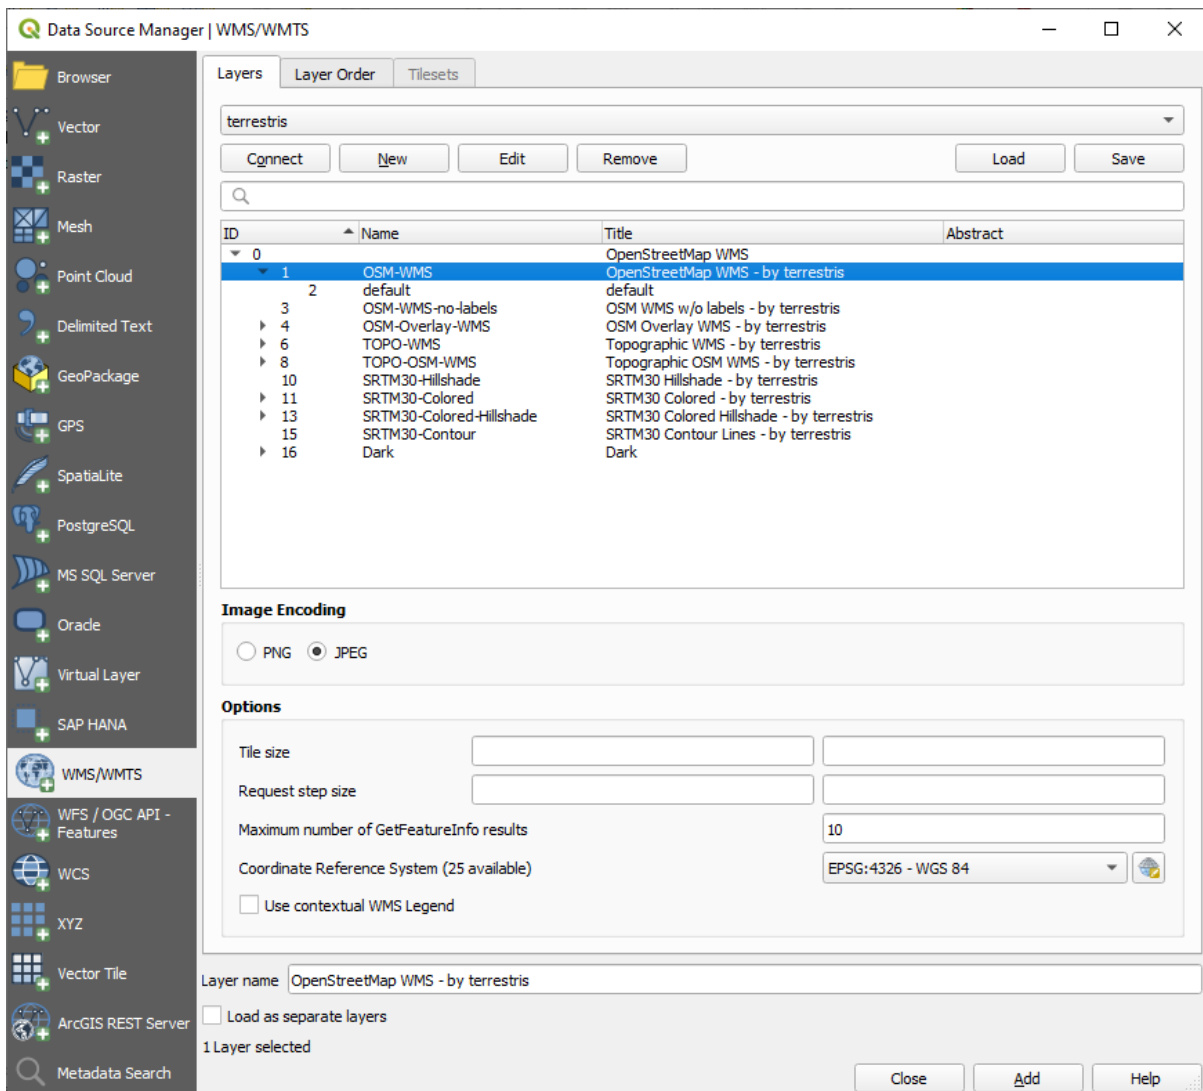 Data Source Manager | WMS/WMTS
Browser
Vector
Raster
Mesh
Point Cloud
Delimited Text
GeoPackage
GPS
SpatiaLite
PostgreSQL
MS SQL Server
Oracle
Virtual Layer
SAP HANA
WMS/WMTS
WFS / OGC API -
Features
WCS
XYZ
Vector Tile
ArcGIS REST Server
Metadata Search
Layers Layer Order Tilesets
terrestris
Connect New Edit Remove Load Save
ID Name Title Abstract
0 OpenStreetMap WMS
1 OSM-WMS OpenStreetMap WMS - by terrestris
2 default default
3 OSM-WMS-no-labels OSM WMS w/o labels - by terrestris
4 OSM-Overlay-WMS OSM Overlay WMS - by terrestris
6 TOPO-WMS Topographic WMS - by terrestris
8 TOPO-OSM-WMS Topographic OSM WMS - by terrestris
10 SRTM30-Hillshade SRTM30 Hillshade - by terrestris
11 SRTM30-Colored SRTM30 Colored - by terrestris
13 SRTM30-Colored-Hillshade SRTM30 Colored Hillshade - by terrestris
15 SRTM30-Contour SRTM30 Contour Lines - by terrestris
16 Dark Dark
Image Encoding
PNG JPEG
Options
Tile size
Request step size
Maximum number of GetFeatureInfo results 10
Coordinate Reference System (25 available) EPSG:4326 - WGS 84
Use contextual WMS Legend
Layer name OpenStreetMap WMS - by terrestris
Load as separate layers
1 Layer selected
Close Add Help